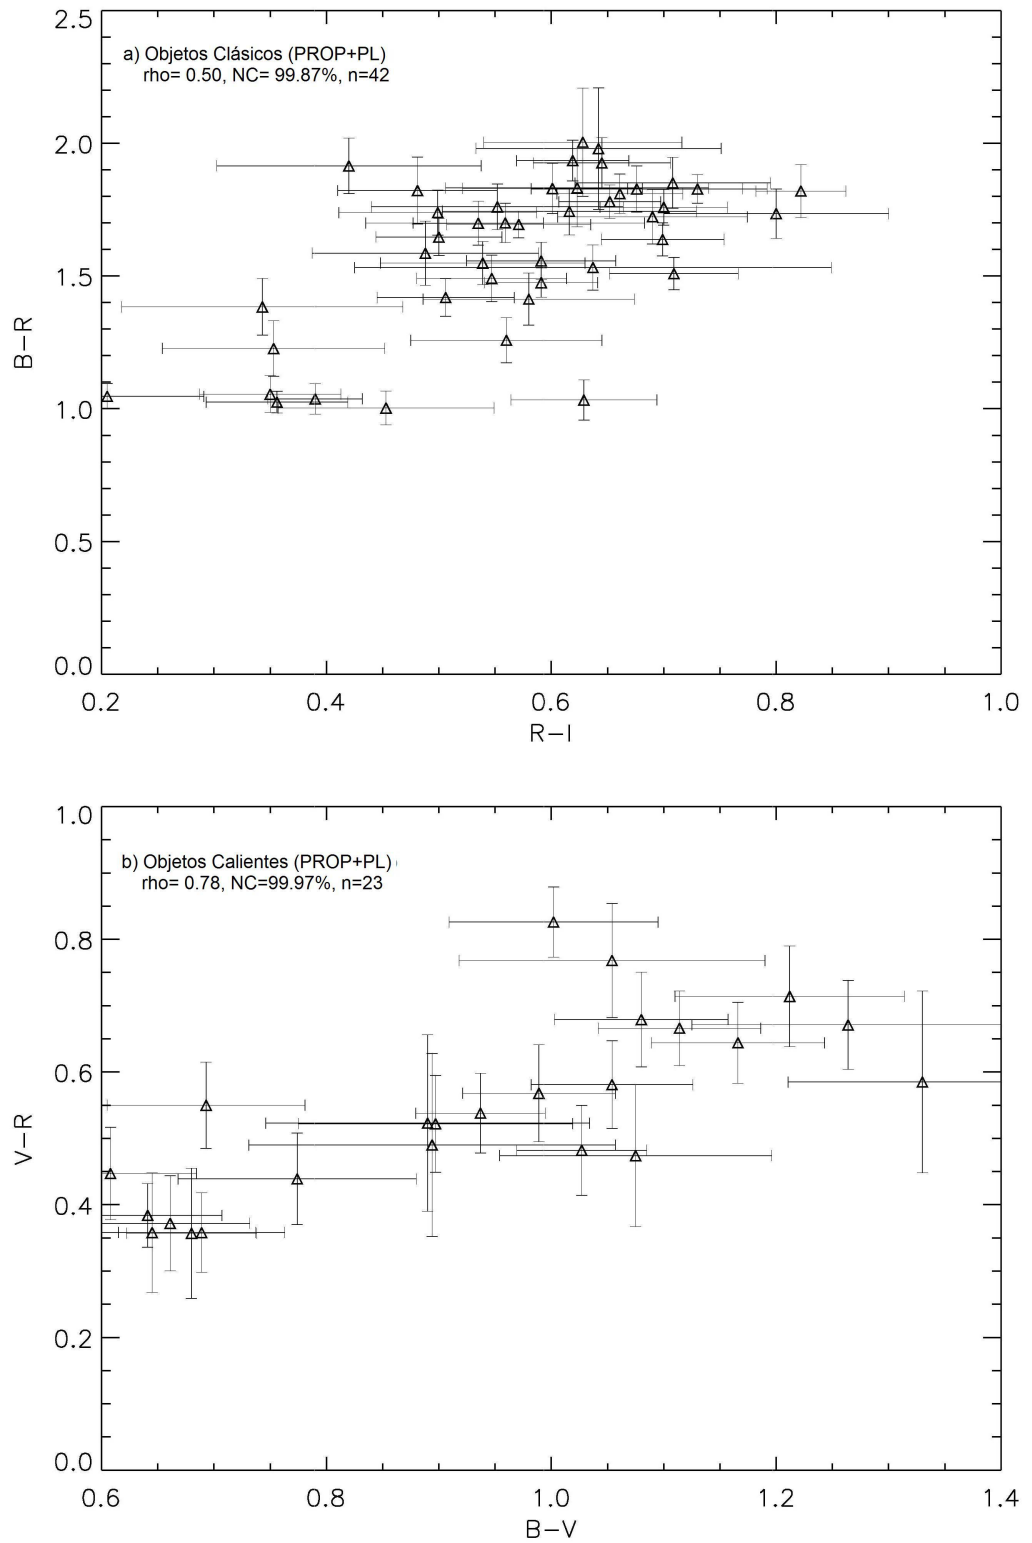 2.5
a) Objetos Clásicos (PROP+PL)
rho= 0.50, NC= 99.87%, n=42
2.0
1.5
B-R
1.0
0.5
0.0
0.2 0.4 0.6 0.8 1.0
R-I
1.0
b) Objetos Calientes (PROP+PL)
rho= 0.78, NC=99.97%, n=23
0.8
0.6
V-R
0.4
0.2
0.0
0.6 0.8 1.0 1.2 1.4
B-V